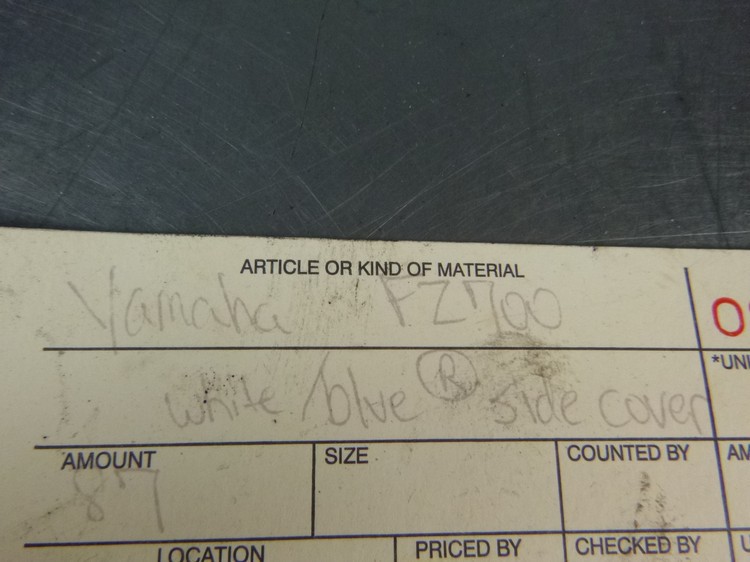 ARTICLE OR KIND OF MATERIAL
Yamaha FZ700
*UNI
white/blue R side cover
AMOUNT SIZE COUNTED BY AM
87
LOCATION PRICED BY CHECKED BY U